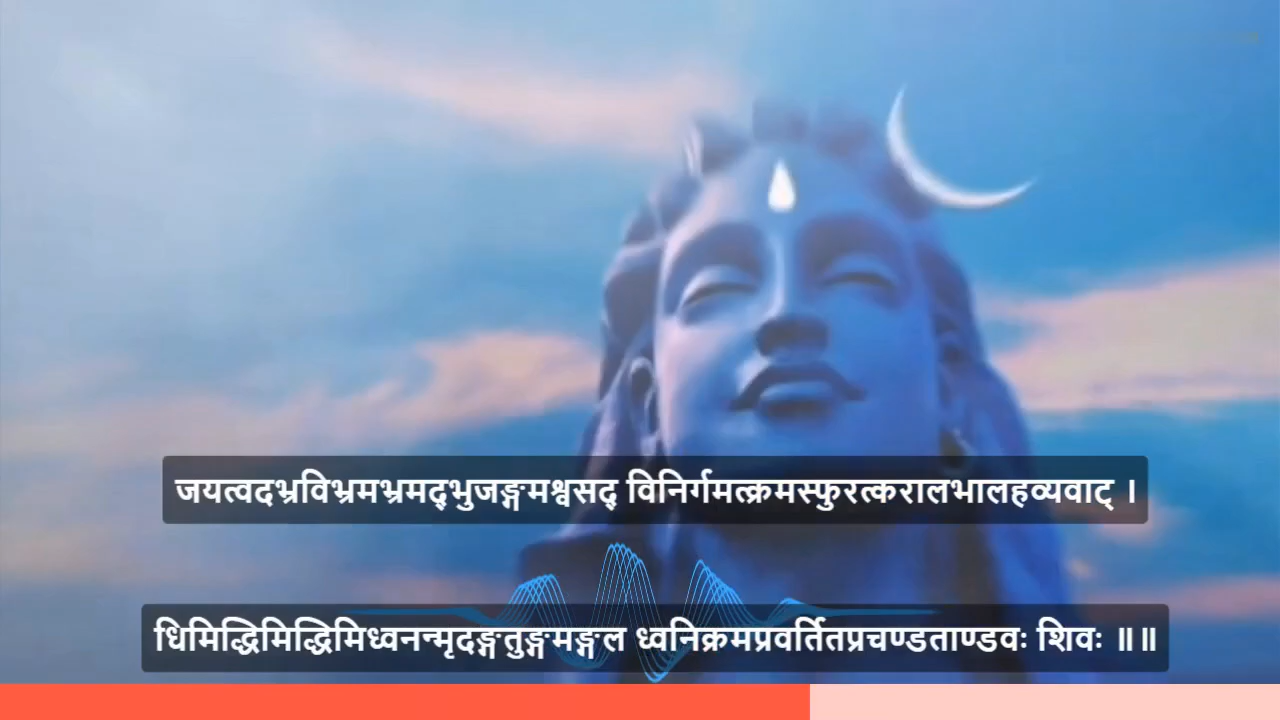 जयत्वदभ्रविभ्रमभ्रमद्भुजङ्गमश्वसद् विनिर्गमत्क्रमस्फुरत्करालभालहव्यवाट् ।
धिमिद्धिमिद्धिमिध्वनन्मृदङ्गतुङ्गमङ्गल ध्वनिक्रमप्रवर्तितप्रचण्डताण्डवः शिवः ॥॥